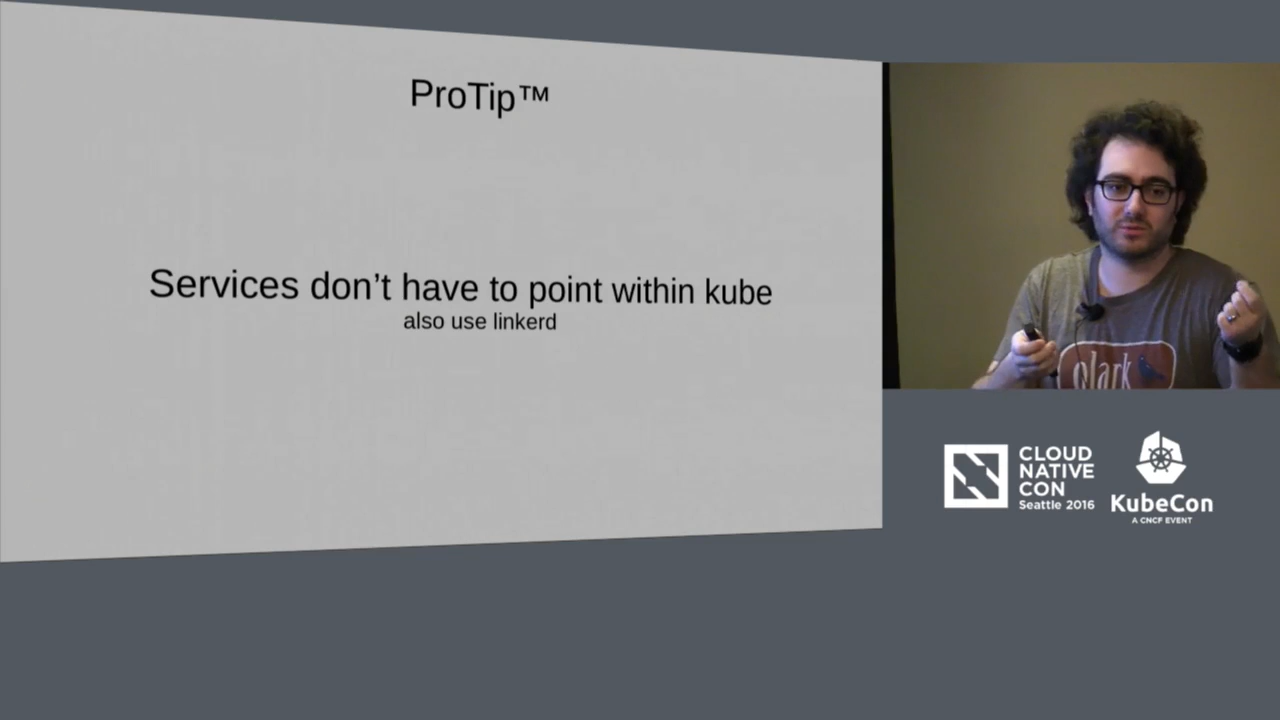 ProTip™
Services don’t have to point within kube
also use linkerd
olark
CLOUD
NATIVE
CON
Seattle 2016
KubeCon
A CNCF EVENT